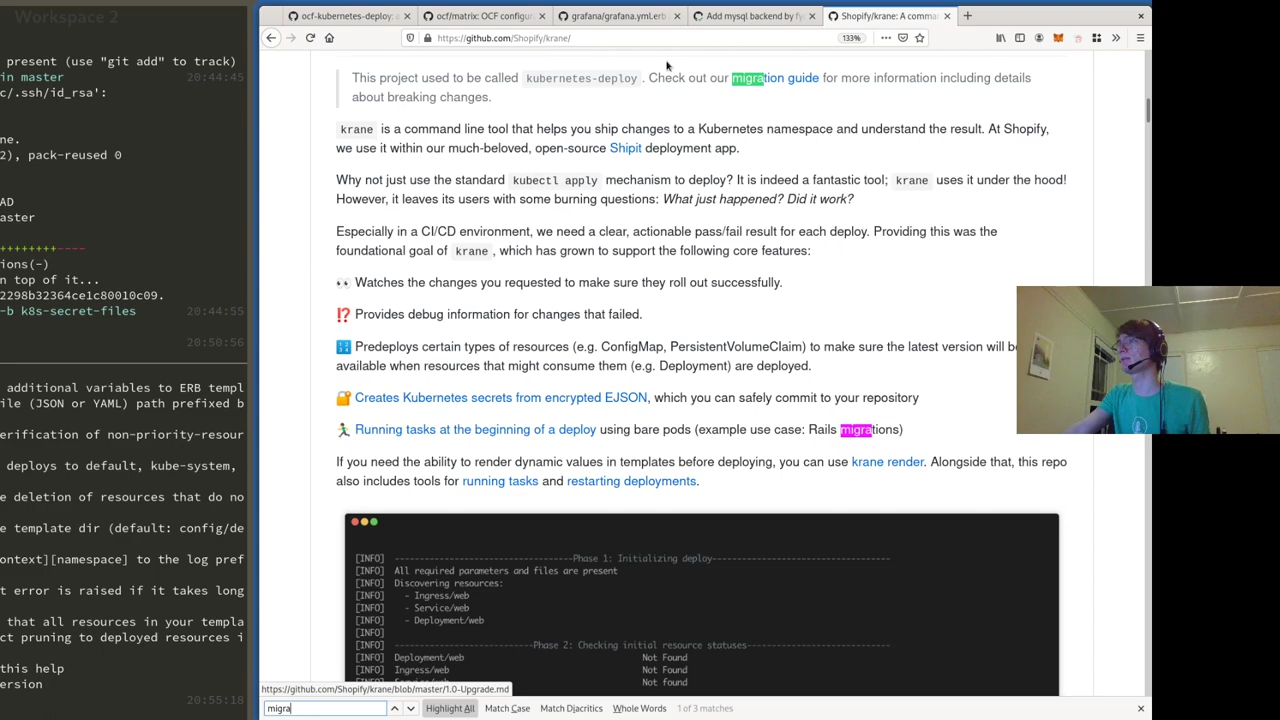 Workspace 2
present (use "git add" to track)
in master 20:44:45
c/.ssh/id_rsa':
ne.
2), pack-reused 0
AD
master
++++++++----
ions(-)
n top of it...
2298b32364ce1c80010c09.
-b k8s-secret-files 20:44:55
20:50:56
additional variables to ERB templ
ile (JSON or YAML) path prefixed b
erification of non-priority-resour
deploys to default, kube-system,
e deletion of resources that do no
e template dir (default: config/de
ontext][namespace] to the log pref
t error is raised if it takes long
that all resources in your templa
ct pruning to deployed resources i
this help
ersion
20:55:18
ocf-kubernetes-deploy: a
ocf/matrix: OCF configur
grafana/grafana.yml.erb
Add mysql backend by fy
Shopify/krane: A comma
https://github.com/Shopify/krane/
133%
This project used to be called kubernetes-deploy. Check out our migration guide for more information including details
about breaking changes.
krane is a command line tool that helps you ship changes to a Kubernetes namespace and understand the result. At Shopify,
we use it within our much-beloved, open-source Shipit deployment app.
Why not just use the standard kubectl apply mechanism to deploy? It is indeed a fantastic tool; krane uses it under the hood!
However, it leaves its users with some burning questions: What just happened? Did it work?
Especially in a CI/CD environment, we need a clear, actionable pass/fail result for each deploy. Providing this was the
foundational goal of krane, which has grown to support the following core features:
👀 Watches the changes you requested to make sure they roll out successfully.
⁉️ Provides debug information for changes that failed.
🔢 Predeploys certain types of resources (e.g. ConfigMap, PersistentVolumeClaim) to make sure the latest version will be
available when resources that might consume them (e.g. Deployment) are deployed.
🔐 Creates Kubernetes secrets from encrypted EJSON, which you can safely commit to your repository
🏃 Running tasks at the beginning of a deploy using bare pods (example use case: Rails migrations)
If you need the ability to render dynamic values in templates before deploying, you can use krane render. Alongside that, this repo
also includes tools for running tasks and restarting deployments.
[INFO] ------------------------------Phase 1: Initializing deploy------------------------------
[INFO] All required parameters and files are present
[INFO] Discovering resources:
[INFO] - Ingress/web
[INFO] - Service/web
[INFO] - Deployment/web
[INFO]
[INFO] ------------------------Phase 2: Checking initial resource statuses------------------------
[INFO] Deployment/web Not Found
[INFO] Ingress/web Not Found
[INFO] Service/web Not Found
https://github.com/Shopify/krane/blob/master/1.0-Upgrade.md
migra
Highlight All Match Case Match Diacritics Whole Words 1 of 3 matches